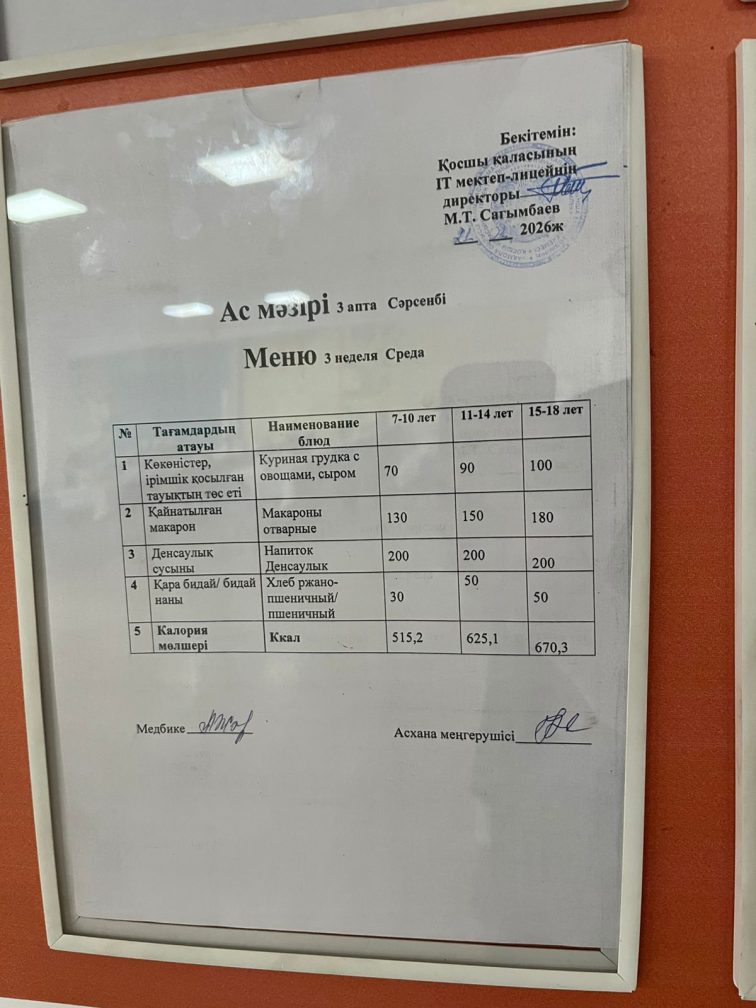 Бекітемін:
Қосшы қаласының
IT мектеп-лицейнің
директоры
М.Т. Сагымбаев
2026ж
Ас мәзірі 3 апта Сәрсенбі
Меню 3 неделя Среда
№ Тағамдардың атауы Наименование блюд 7-10 лет 11-14 лет 15-18 лет
1 Көкөністер, ірімшік қосылған тауықтың төс еті Куриная грудка с овощами, сыром 70 90 100
2 Қайнатылған макарон Макароны отварные 130 150 180
3 Денсаулық сусыны Напиток Денсаулык 200 200 200
4 Қара бидай/ бидай наны Хлеб ржано-пшеничный/ пшеничный 30 50 50
5 Калория мөлшері Ккал 515,2 625,1 670,3
Медбике
Асхана меңгерушісі